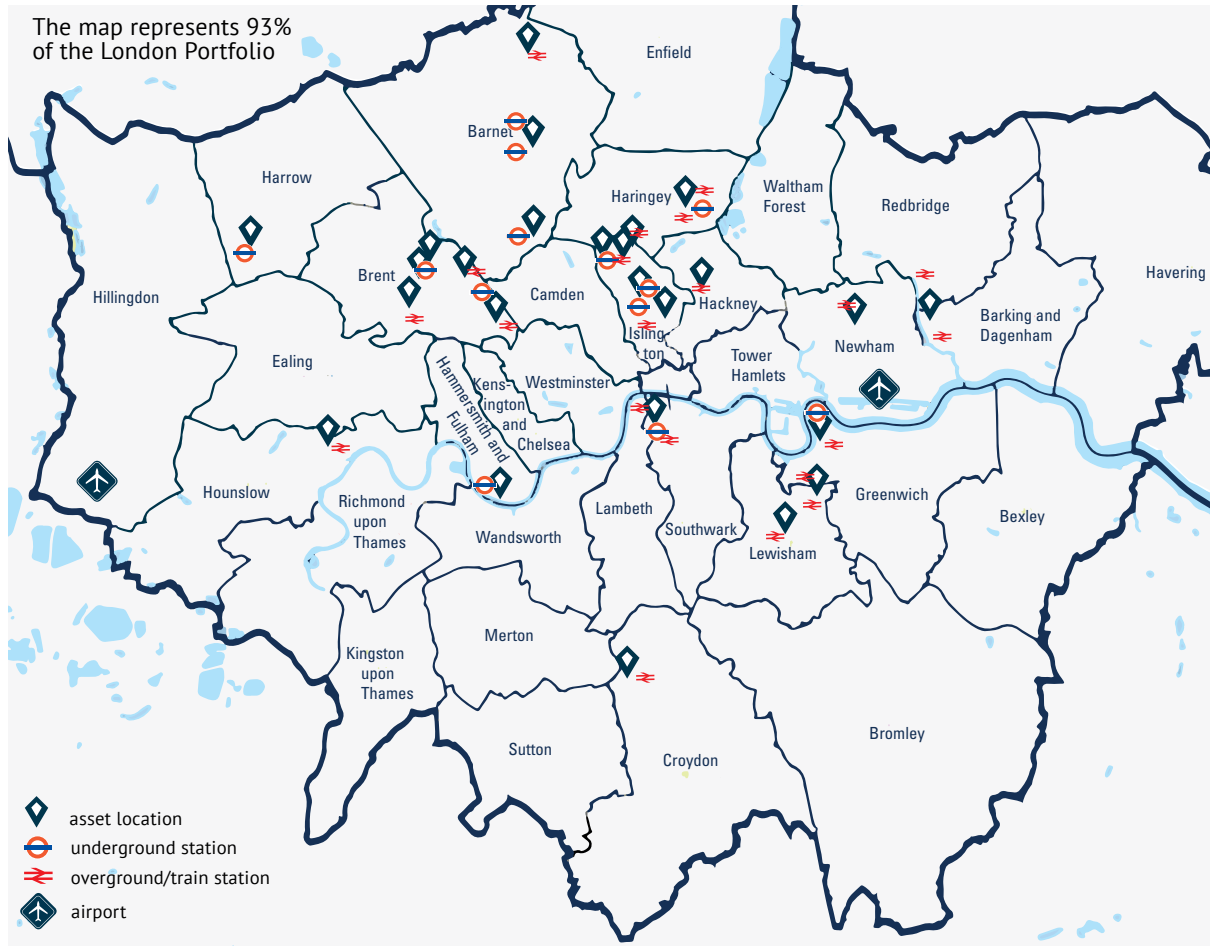 The map represents 93%
of the London Portfolio
Enfield
Barnet
Harrow
Haringey
Waltham
Forest
Redbridge
Havering
Hillingdon
Brent
Camden
Hackney
Barking and
Dagenham
Isling-
ton
Newham
Ealing
Tower
Hamlets
Hammersmith and
Fulham
Kens-
ington
and
Chelsea
Westminster
Hounslow
Richmond
upon
Thames
Wandsworth
Lambeth
Southwark
Lewisham
Greenwich
Bexley
Merton
Kingston
upon
Thames
Sutton
Croydon
Bromley
asset location
underground station
overground/train station
airport